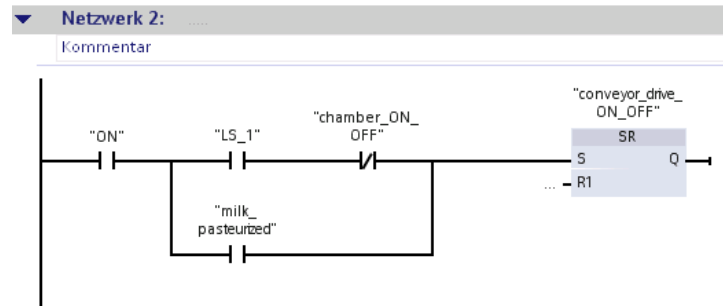 Netzwerk 2: .....
Kommentar
"conveyor_drive_
ON_OFF"
"chamber_ON_
OFF"
"ON"
"LS_1"
SR
S
Q
... R1
"milk_
pasteurized"